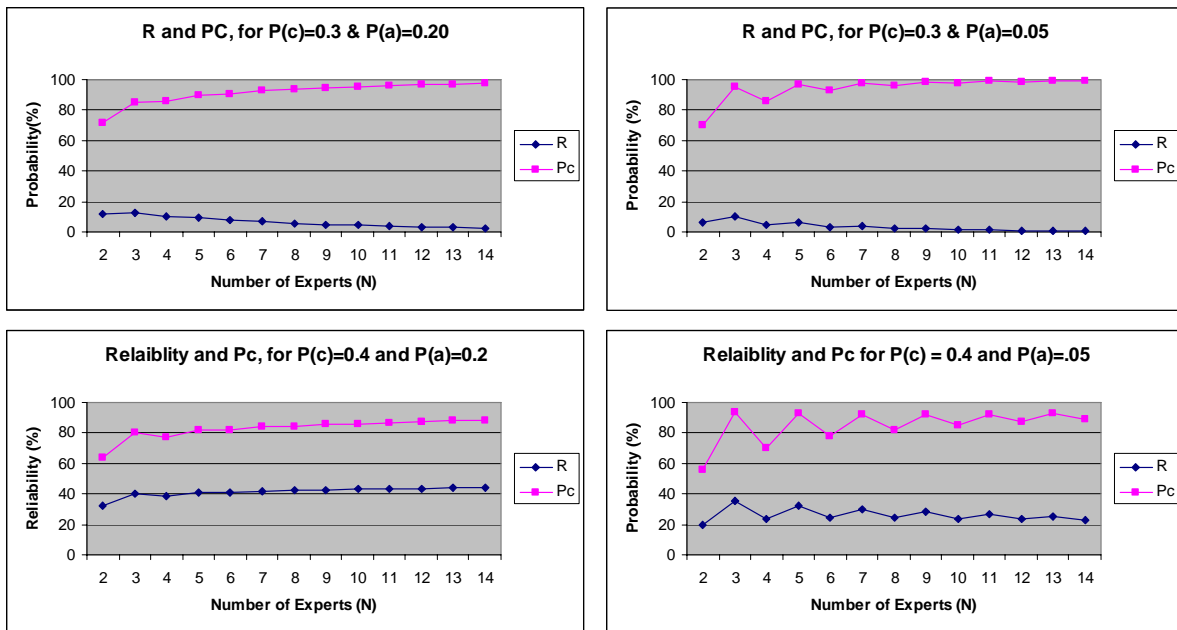 R and PC, for P(c)=0.3 & P(a)=0.20
Probability(%)
100
80
60
40
20
0
2 3 4 5 6 7 8 9 10 11 12 13 14
Number of Experts (N)
R
Pc
R and PC, for P(c)=0.3 & P(a)=0.05
Probability (%)
100
80
60
40
20
0
2 3 4 5 6 7 8 9 10 11 12 13 14
Number of Experts (N)
R
Pc
Relaiblity and Pc, for P(c)=0.4 and P(a)=0.2
Reliability (%)
100
80
60
40
20
0
2 3 4 5 6 7 8 9 10 11 12 13 14
Number of Experts (N)
R
Pc
Relaiblity and Pc for P(c) = 0.4 and P(a)=.05
Probability (%)
100
80
60
40
20
0
2 3 4 5 6 7 8 9 10 11 12 13 14
Number of Experts (N)
R
Pc